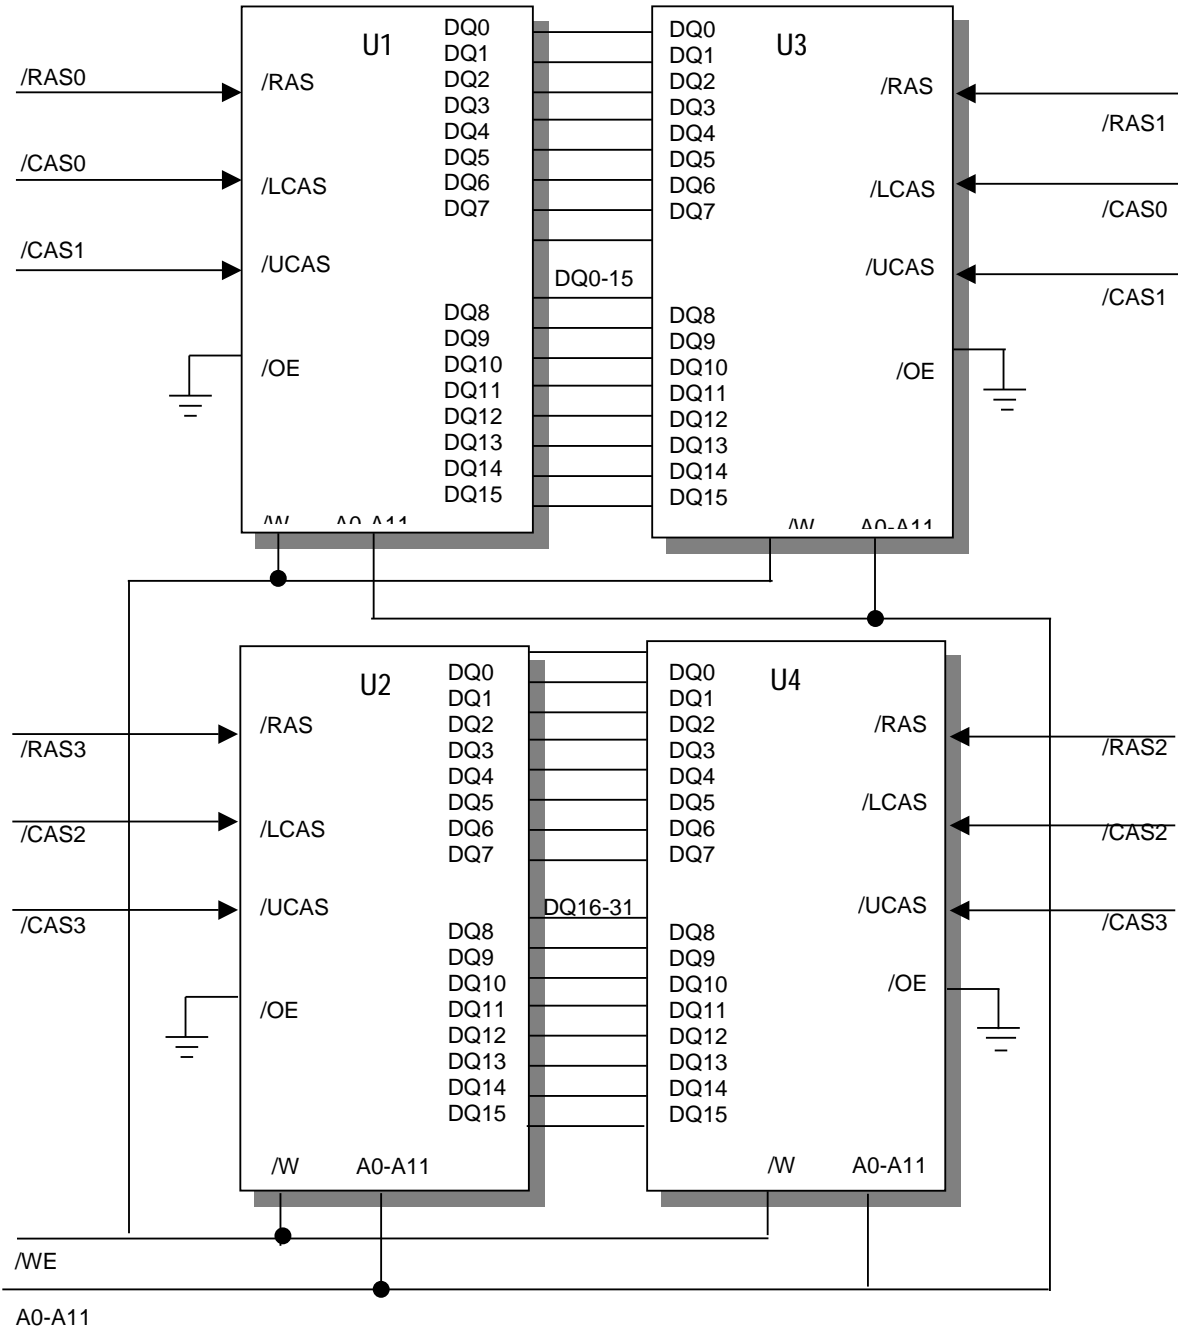 U1
/RAS0
/RAS
/CAS0
/LCAS
/CAS1
/UCAS
/OE
DQ0
DQ1
DQ2
DQ3
DQ4
DQ5
DQ6
DQ7
DQ8
DQ9
DQ10
DQ11
DQ12
DQ13
DQ14
DQ15
/W A0-A11
DQ0-15
U3
DQ0
DQ1
DQ2
DQ3
DQ4
DQ5
DQ6
DQ7
DQ8
DQ9
DQ10
DQ11
DQ12
DQ13
DQ14
DQ15
/RAS
/RAS1
/LCAS
/CAS0
/UCAS
/CAS1
/OE
/W A0-A11
U2
/RAS
/RAS3
/LCAS
/CAS2
/UCAS
/CAS3
/OE
DQ0
DQ1
DQ2
DQ3
DQ4
DQ5
DQ6
DQ7
DQ8
DQ9
DQ10
DQ11
DQ12
DQ13
DQ14
DQ15
/W A0-A11
DQ16-31
U4
DQ0
DQ1
DQ2
DQ3
DQ4
DQ5
DQ6
DQ7
DQ8
DQ9
DQ10
DQ11
DQ12
DQ13
DQ14
DQ15
/RAS
/RAS2
/LCAS
/CAS2
/UCAS
/CAS3
/OE
/W A0-A11
/WE
A0-A11